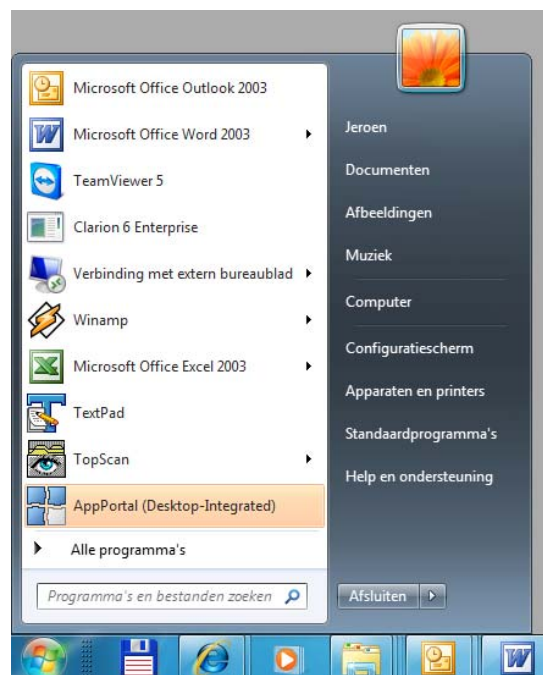 Microsoft Office Outlook 2003
Microsoft Office Word 2003
TeamViewer 5
Clarion 6 Enterprise
Verbinding met extern bureaublad
Winamp
Microsoft Office Excel 2003
TextPad
TopScan
AppPortal (Desktop-Integrated)
Alle programma's
Programma's en bestanden zoeken
Jeroen
Documenten
Afbeeldingen
Muziek
Computer
Configuratiescherm
Apparaten en printers
Standaardprogramma's
Help en ondersteuning
Afsluiten